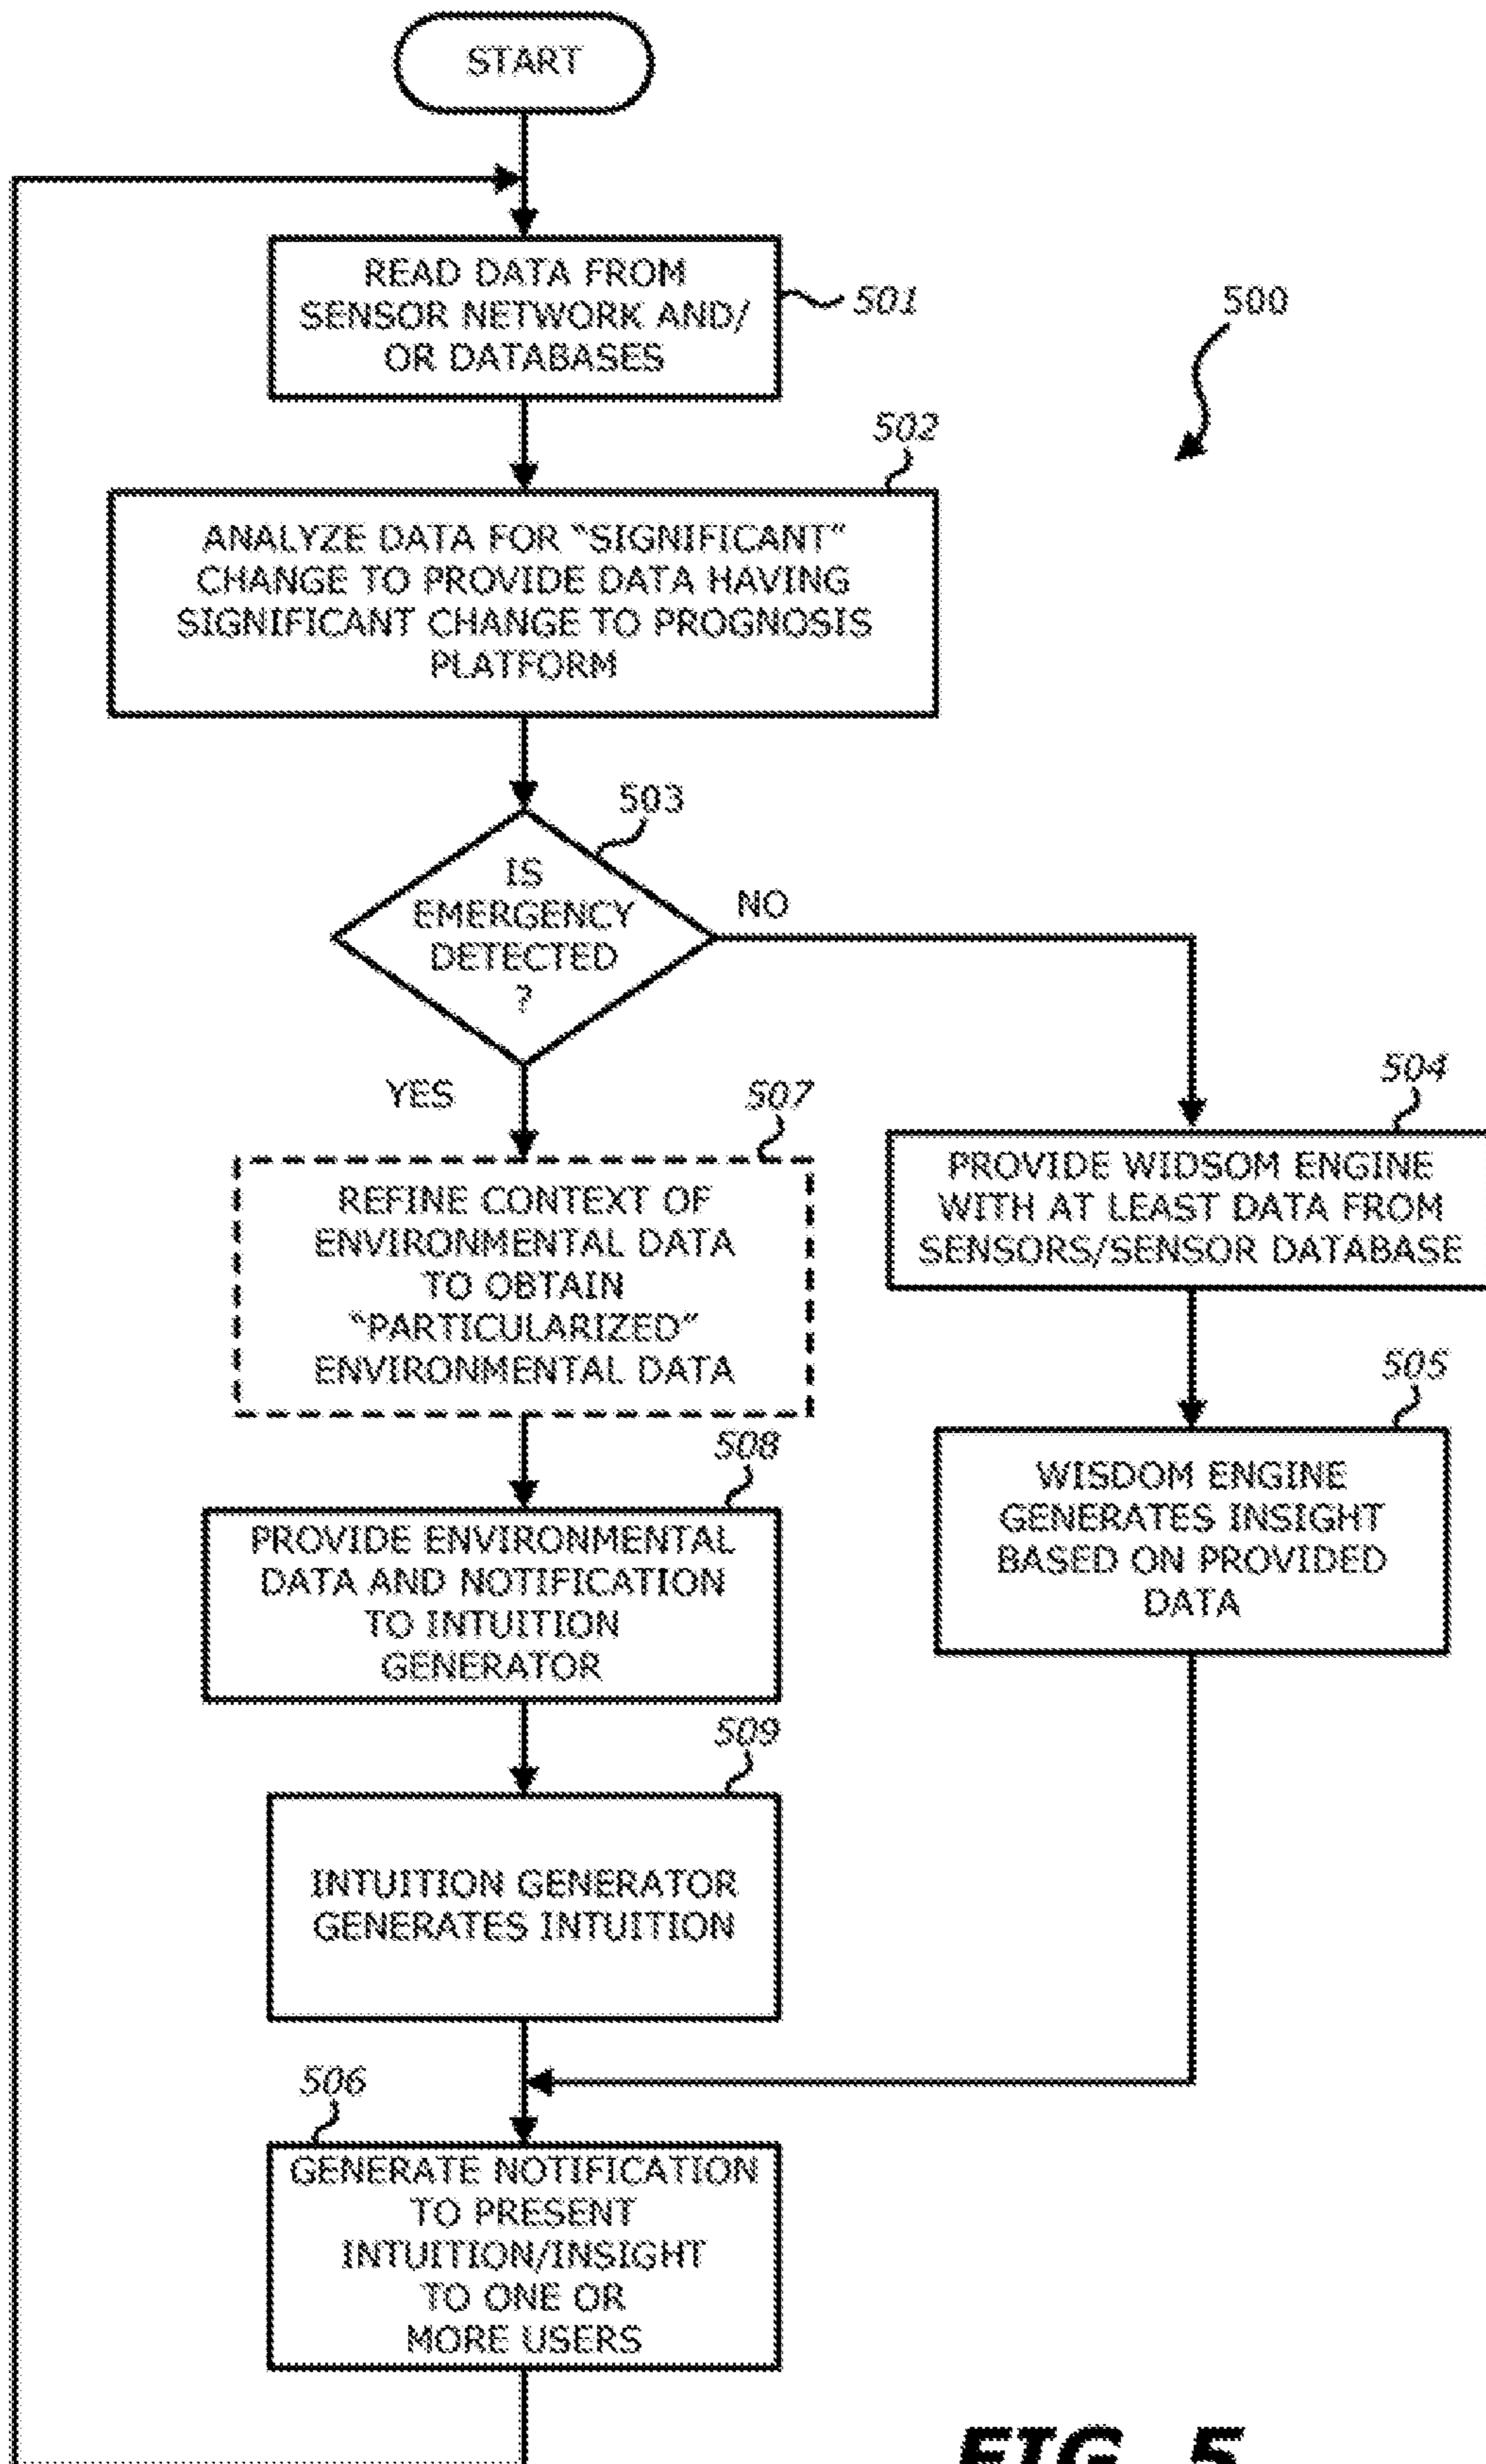 START
READ DATA FROM
SENSOR NETWORK AND/
OR DATABASES
501
500
502
ANALYZE DATA FOR “SIGNIFICANT”
CHANGE TO PROVIDE DATA HAVING
SIGNIFICANT CHANGE TO PROGNOSIS
PLATFORM
503
IS
EMERGENCY
DETECTED
?
NO
YES
504
PROVIDE WIDSOM ENGINE
WITH AT LEAST DATA FROM
SENSORS/SENSOR DATABASE
505
WISDOM ENGINE
GENERATES INSIGHT
BASED ON PROVIDED
DATA
507
REFINE CONTEXT OF
ENVIRONMENTAL DATA
TO OBTAIN
“PARTICULARIZED”
ENVIRONMENTAL DATA
508
PROVIDE ENVIRONMENTAL
DATA AND NOTIFICATION
TO INTUITION
GENERATOR
509
INTUITION GENERATOR
GENERATES INTUITION
506
GENERATE NOTIFICATION
TO PRESENT
INTUITION/INSIGHT
TO ONE OR
MORE USERS
FIG. 5